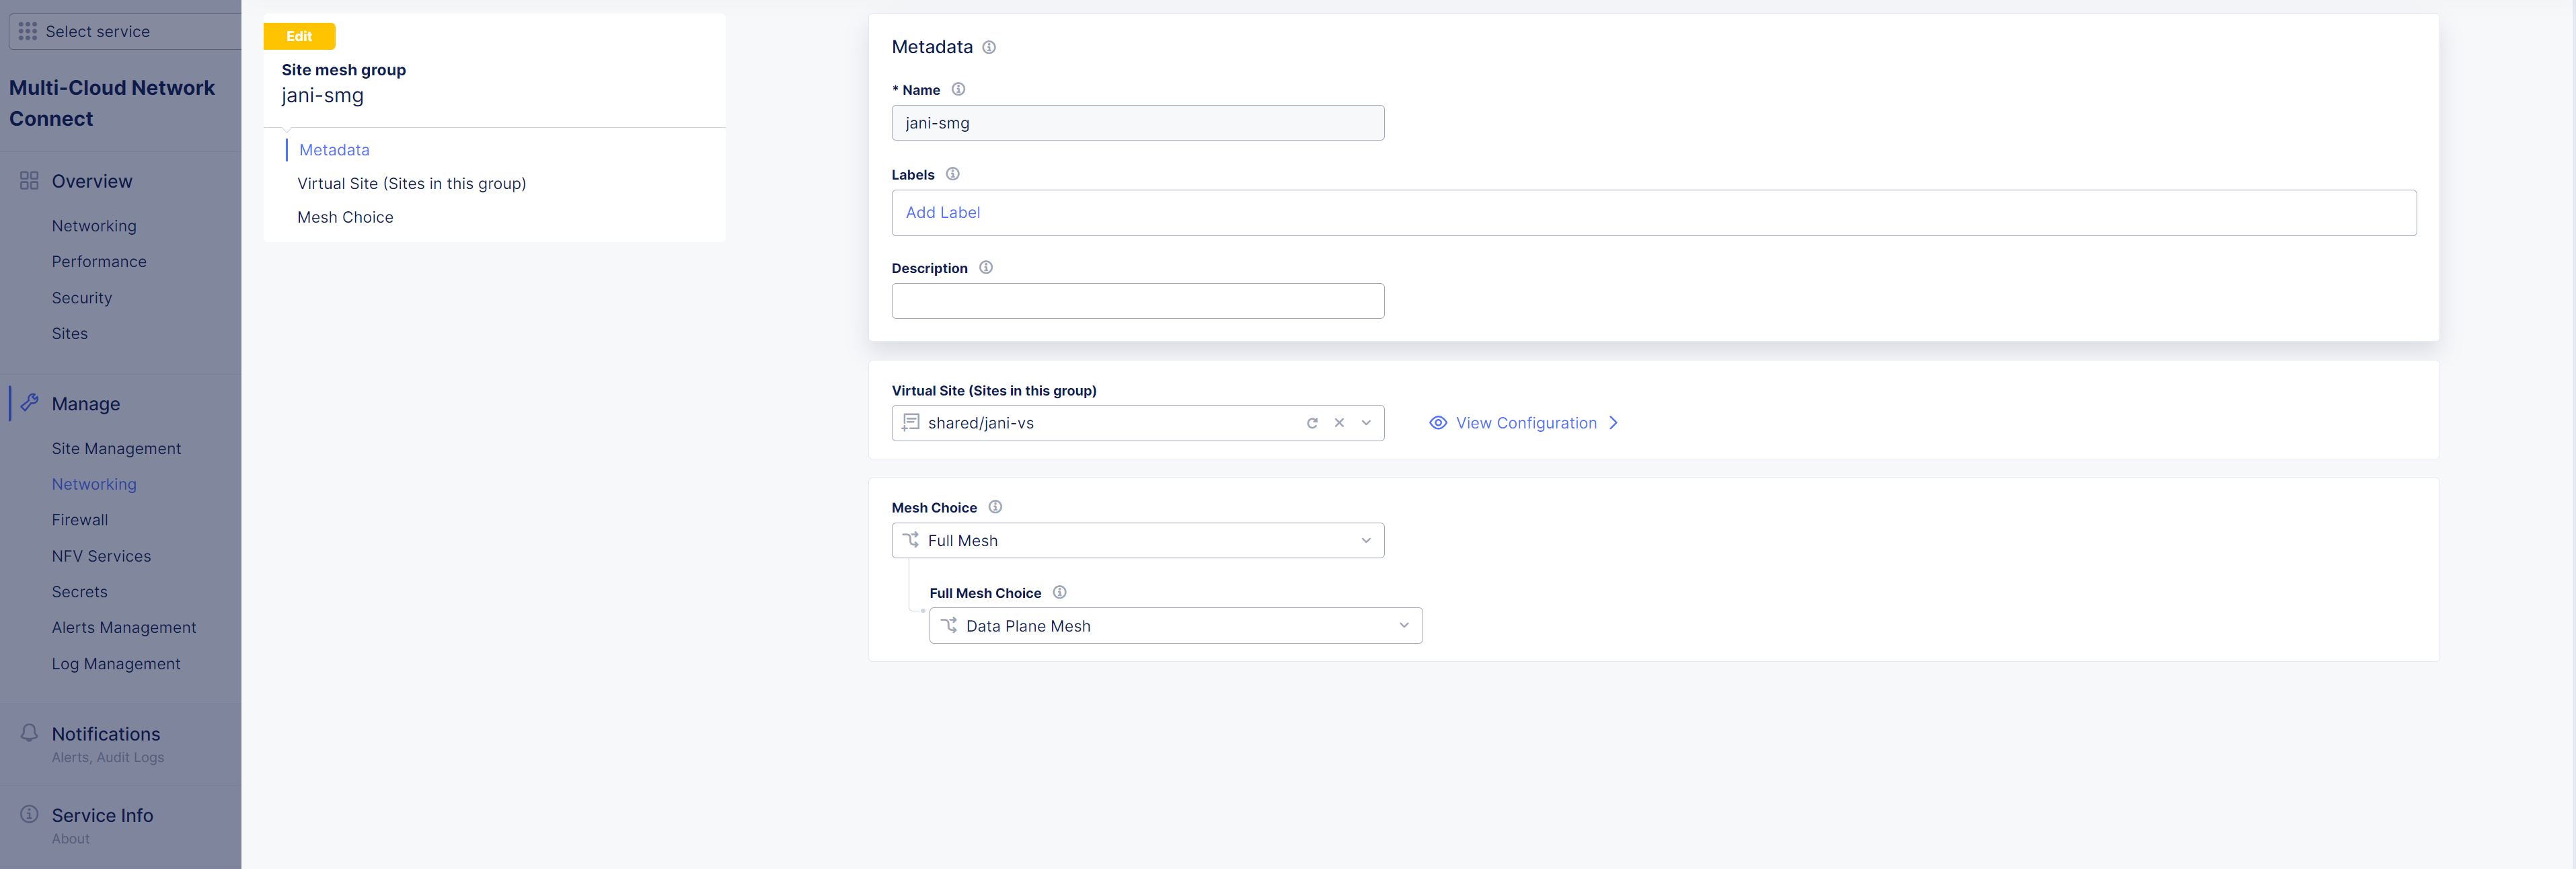 Select service
Multi-Cloud Network
Connect
Overview
Networking
Performance
Security
Sites
Manage
Site Management
Networking
Firewall
NFV Services
Secrets
Alerts Management
Log Management
Notifications
Alerts, Audit Logs
Service Info
About
Edit
Site mesh group
jani-smg
Metadata
Virtual Site (Sites in this group)
Mesh Choice
Metadata
* Name
jani-smg
Labels
Add Label
Description
Virtual Site (Sites in this group)
shared/jani-vs
View Configuration
Mesh Choice
Full Mesh
Full Mesh Choice
Data Plane Mesh